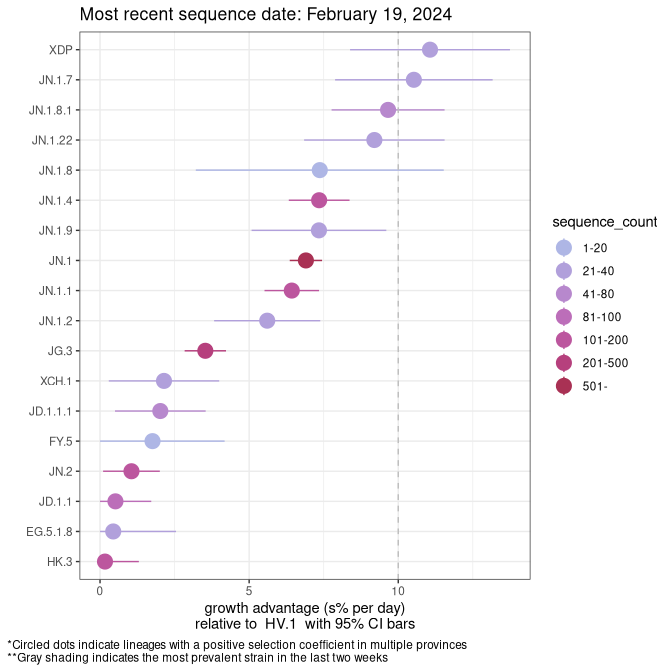 Most recent sequence date: February 19, 2024
XDP
JN.1.7
JN.1.8.1
JN.1.22
JN.1.8
JN.1.4
JN.1.9
JN.1
JN.1.1
JN.1.2
JG.3
XCH.1
JD.1.1.1
FY.5
JN.2
JD.1.1
EG.5.1.8
HK.3
0 5 10
growth advantage (s% per day)
relative to HV.1 with 95% CI bars
sequence_count
1-20
21-40
41-80
81-100
101-200
201-500
501-
*Circled dots indicate lineages with a positive selection coefficient in multiple provinces
**Gray shading indicates the most prevalent strain in the last two weeks